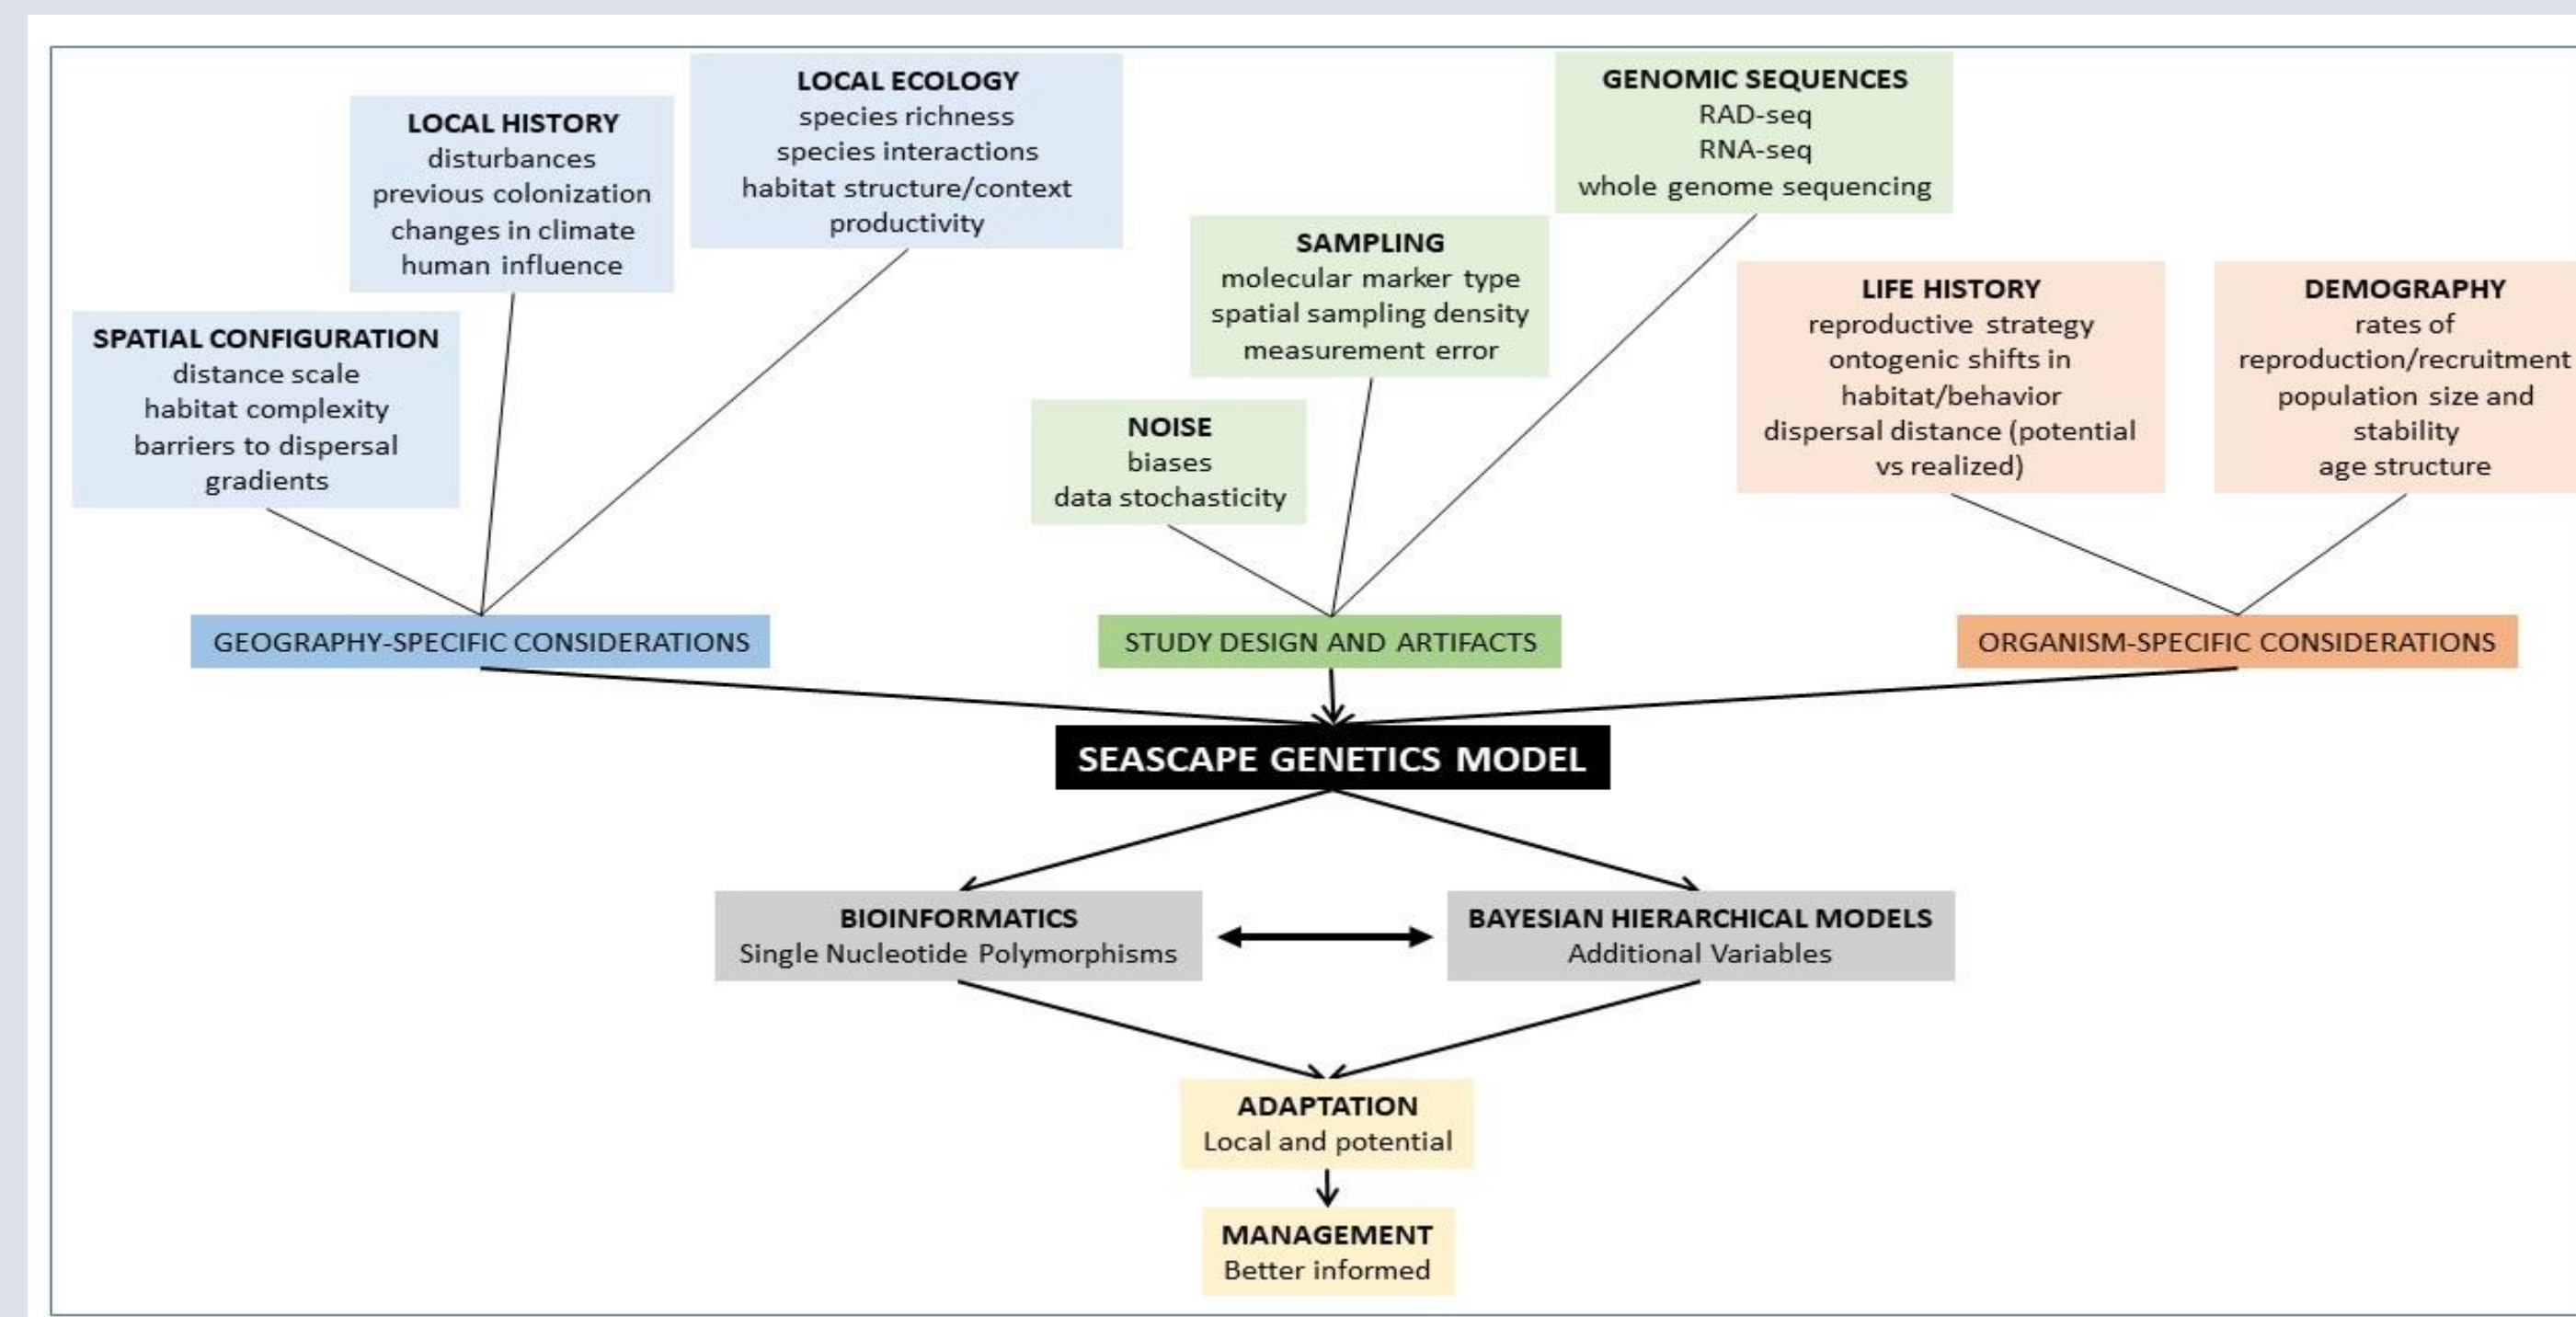 LOCAL ECOLOGY
species richness
species interactions
habitat structure/context
productivity
GENOMIC SEQUENCES
RAD-seq
RNA-seq
whole genome sequencing
LOCAL HISTORY
disturbances
previous colonization
changes in climate
human influence
SAMPLING
molecular marker type
spatial sampling density
measurement error
LIFE HISTORY
reproductive strategy
ontogenic shifts in
habitat/behavior
dispersal distance (potential
vs realized)
DEMOGRAPHY
rates of
reproduction/recruitment
population size and
stability
age structure
SPATIAL CONFIGURATION
distance scale
habitat complexity
barriers to dispersal
gradients
NOISE
biases
data stochasticity
GEOGRAPHY-SPECIFIC CONSIDERATIONS
STUDY DESIGN AND ARTIFACTS
ORGANISM-SPECIFIC CONSIDERATIONS
SEASCAPE GENETICS MODEL
BIOINFORMATICS
Single Nucleotide Polymorphisms
BAYESIAN HIERARCHICAL MODELS
Additional Variables
ADAPTATION
Local and potential
MANAGEMENT
Better informed